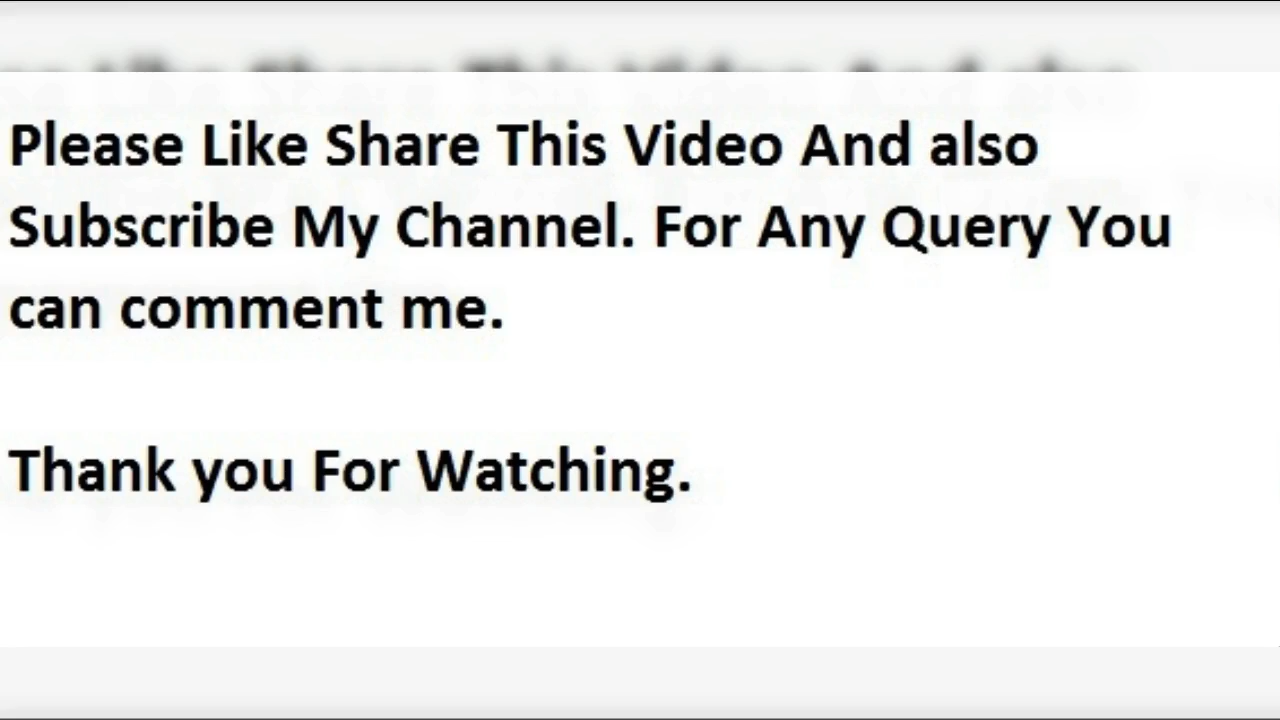 Please Like Share This Video And also
Subscribe My Channel. For Any Query You
can comment me.
Thank you For Watching.